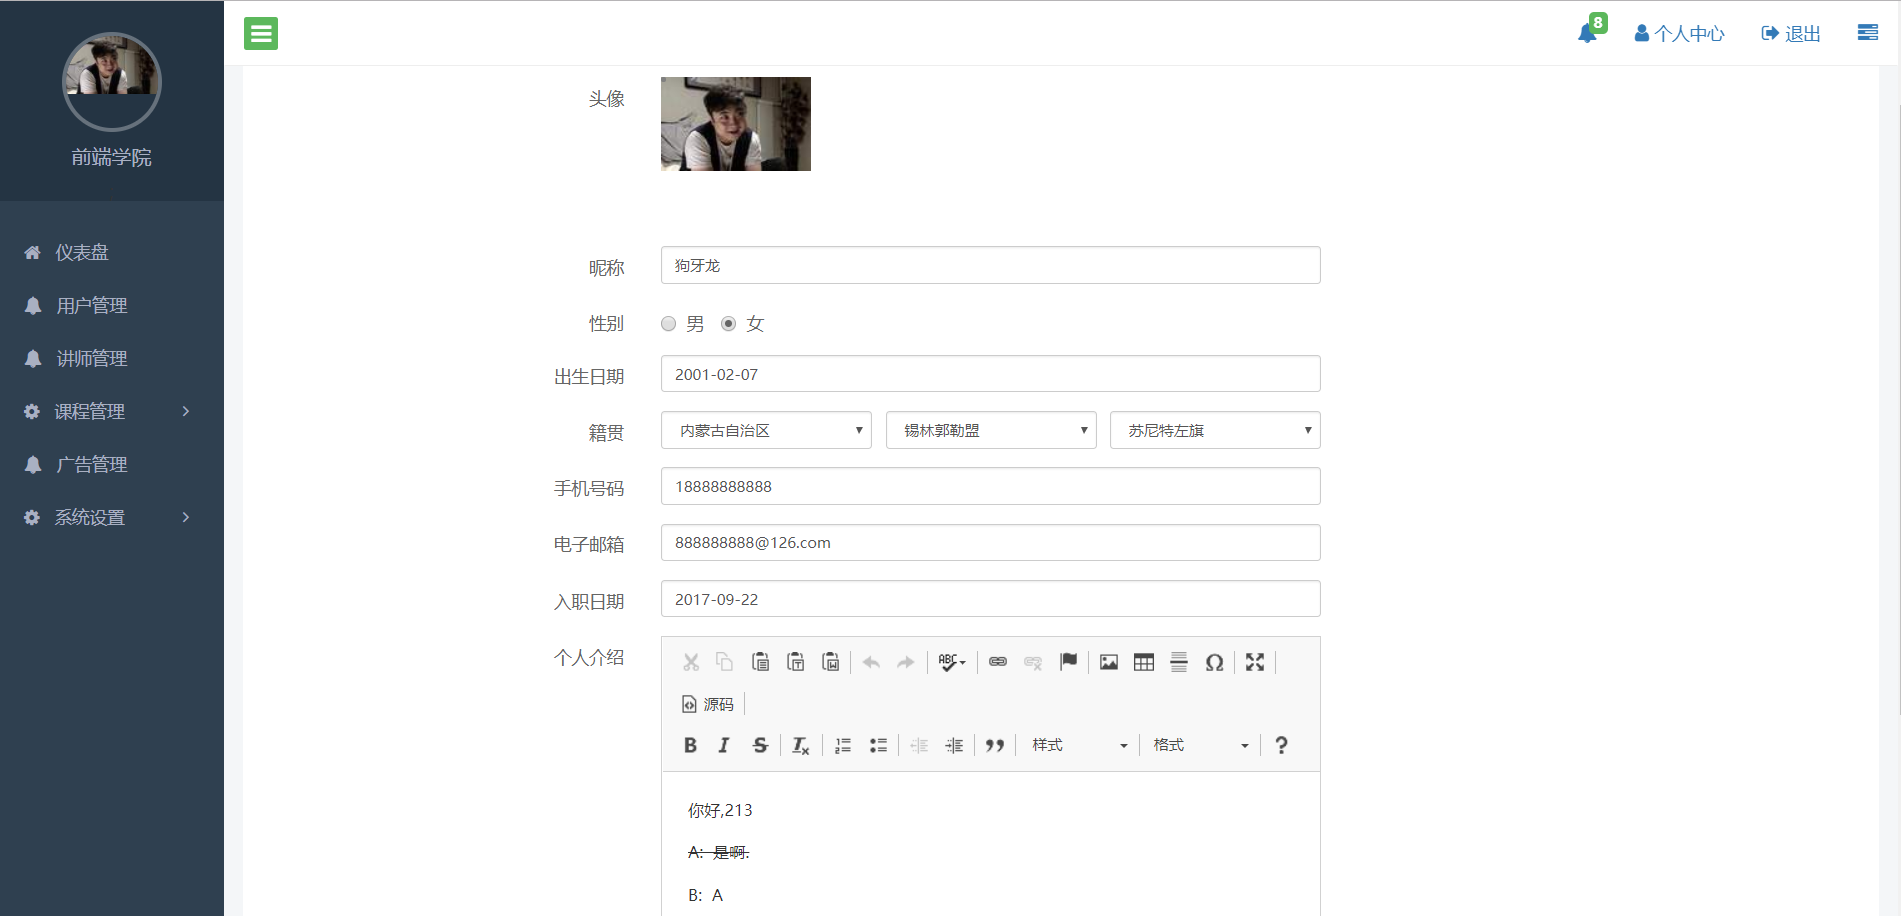 8
个人中心
退出
前端学院
仪表盘
用户管理
讲师管理
课程管理
广告管理
系统设置
头像
昵称 狗牙龙
性别 男 女
出生日期 2001-02-07
籍贯 内蒙古自治区 锡林郭勒盟 苏尼特左旗
手机号码 18888888888
电子邮箱 888888888@126.com
入职日期 2017-09-22
个人介绍
ABC
源码
B I S Tx 样式 格式 ?
你好,213
A: 是啊.
B: A